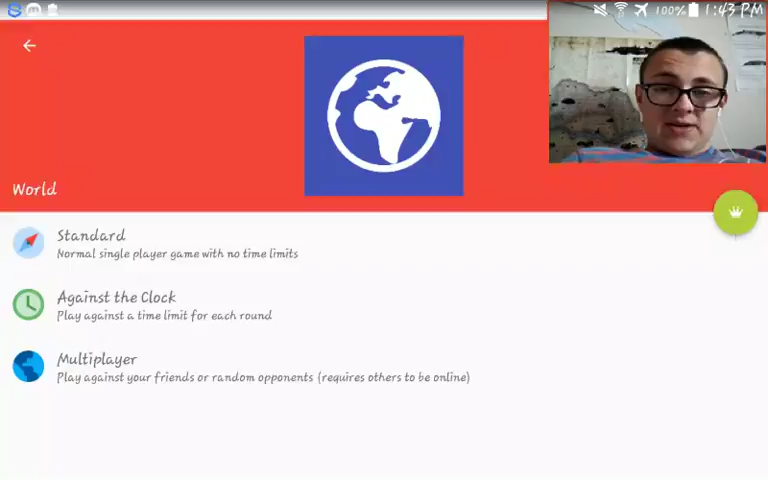 100% 1:43 PM
World
Standard
Normal single player game with no time limits
Against the Clock
Play against a time limit for each round
Multiplayer
Play against your friends or random opponents (requires others to be online)